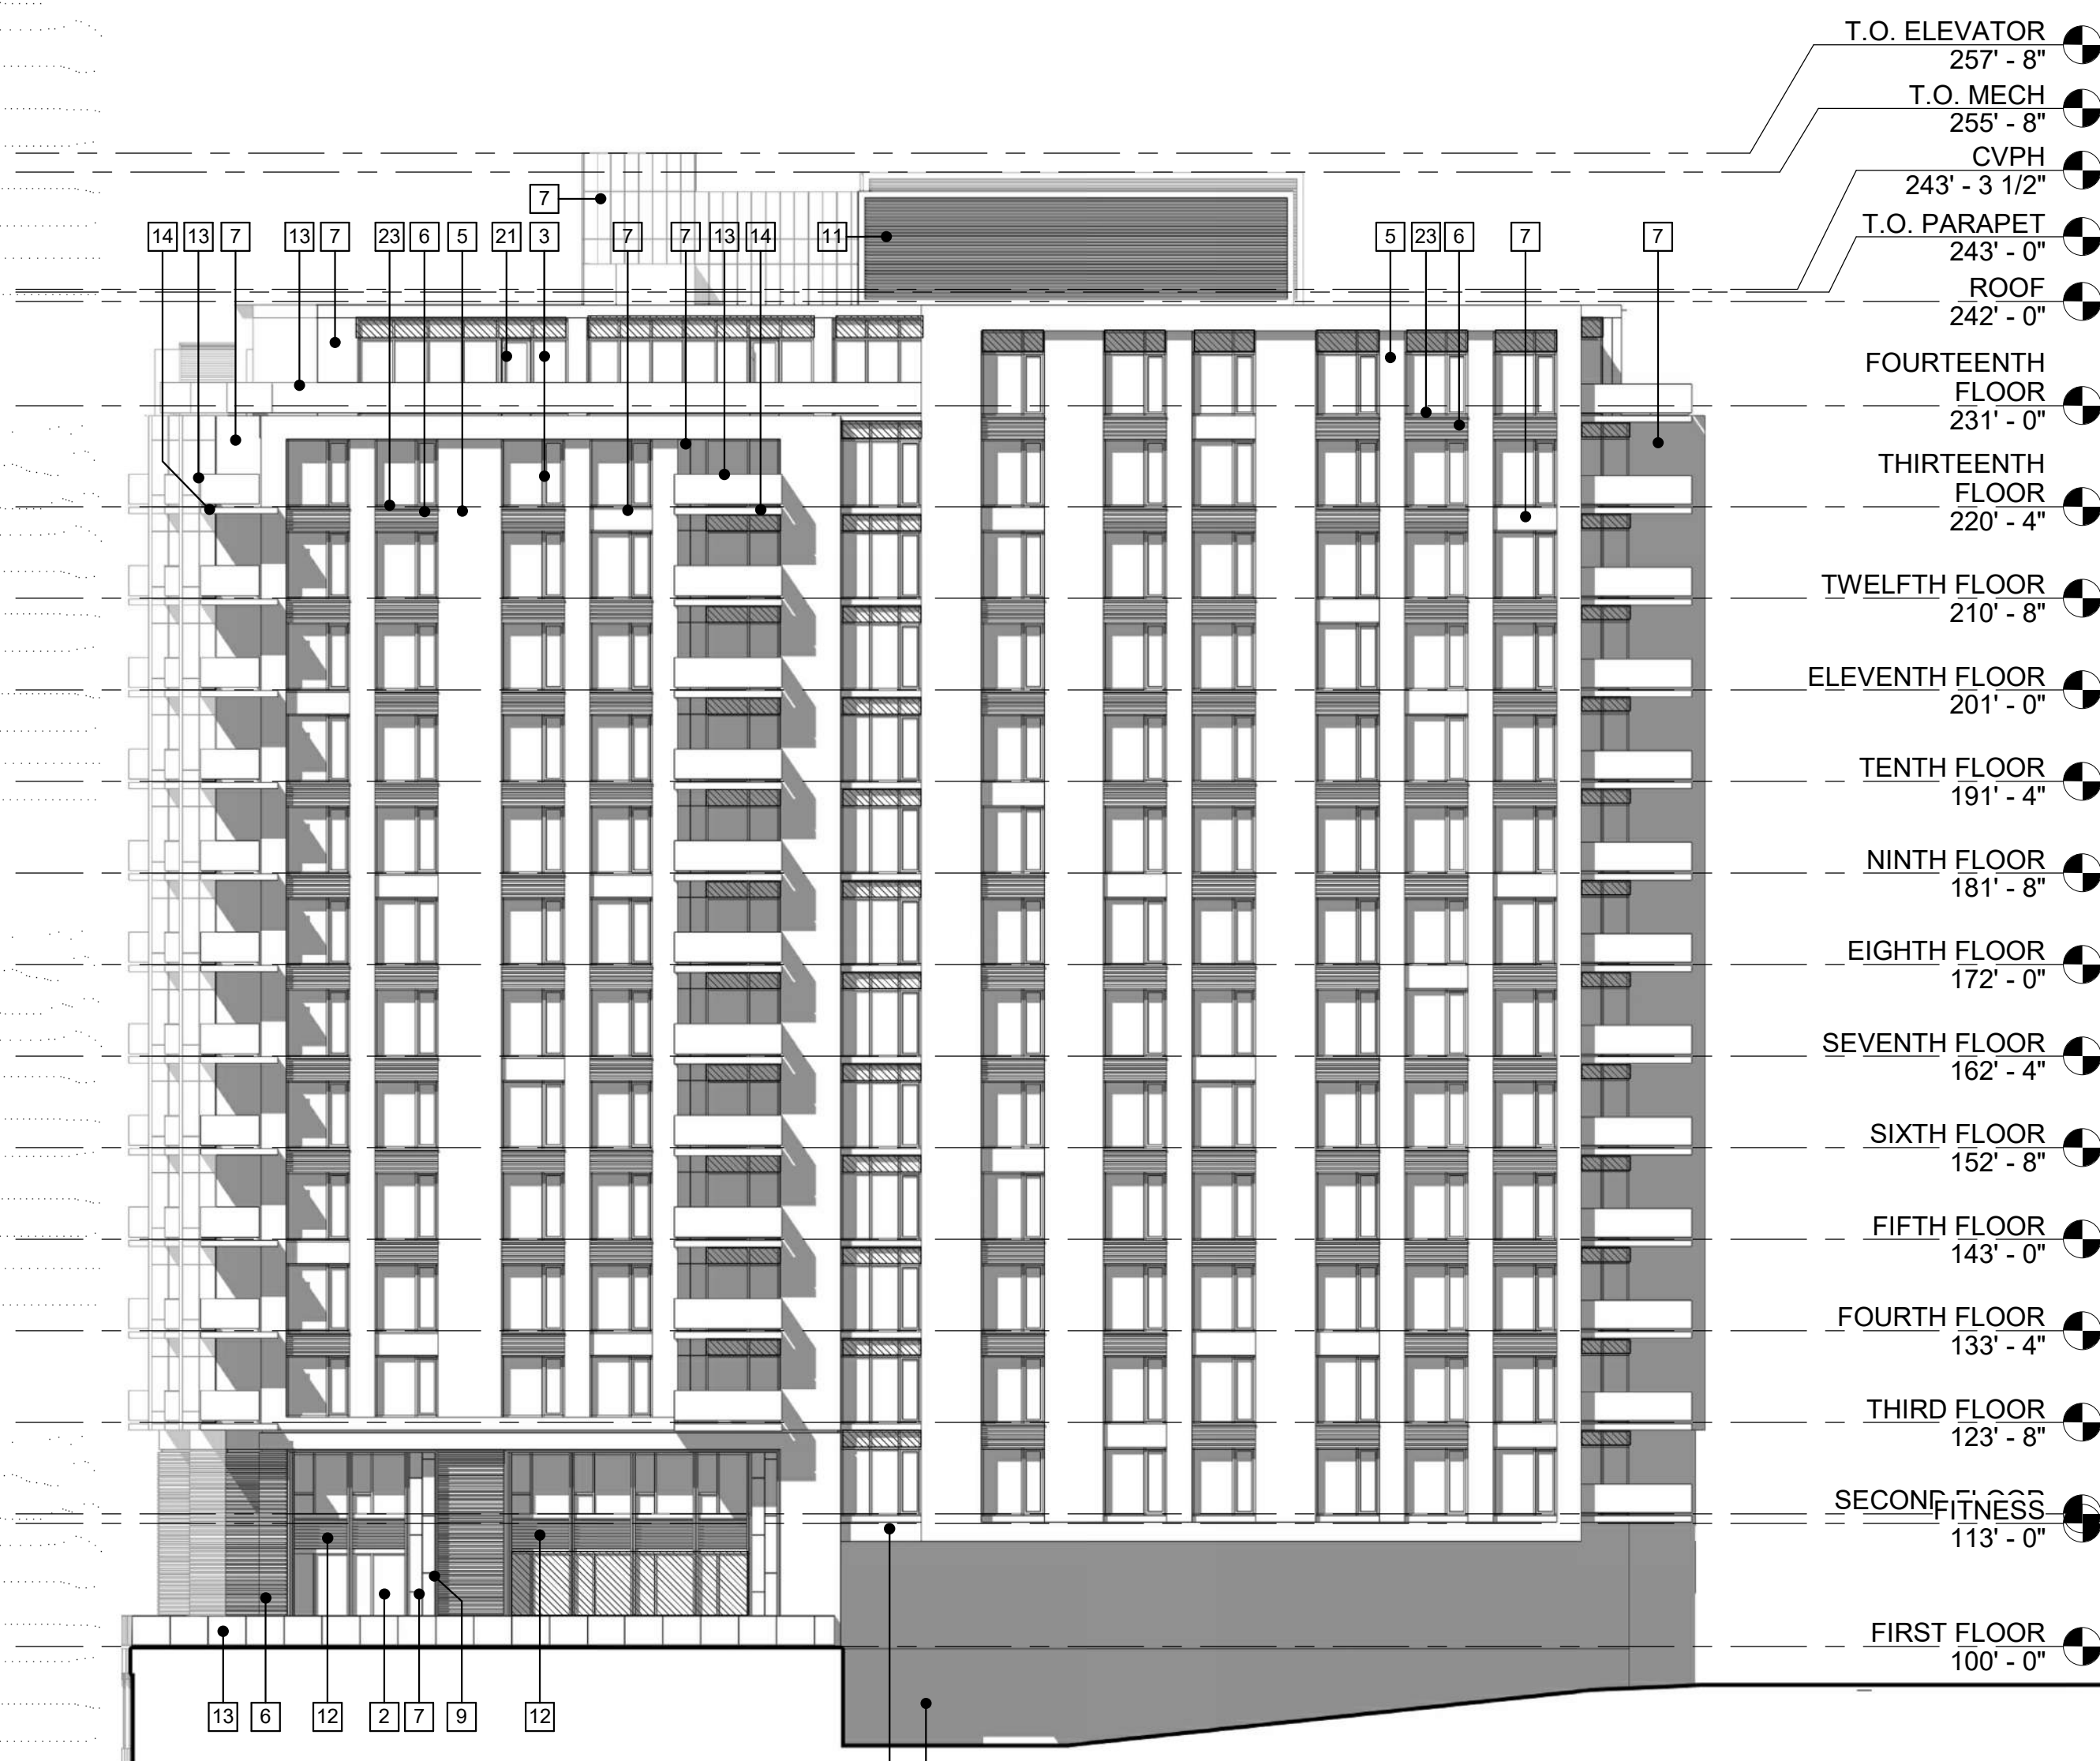 T.O. ELEVATOR
257' - 8"
T.O. MECH
255' - 8"
CVPH
243' - 3 1/2"
T.O. PARAPET
243' - 0"
ROOF
242' - 0"
7
14 13 7 13 7 23 6 5 21 3 7 7 13 14 11 5 23 6 7 7
FOURTEENTH
FLOOR
231' - 0"
THIRTEENTH
FLOOR
220' - 4"
TWELFTH FLOOR
210' - 8"
ELEVENTH FLOOR
201' - 0"
TENTH FLOOR
191' - 4"
NINTH FLOOR
181' - 8"
EIGHTH FLOOR
172' - 0"
SEVENTH FLOOR
162' - 4"
SIXTH FLOOR
152' - 8"
FIFTH FLOOR
143' - 0"
FOURTH FLOOR
133' - 4"
THIRD FLOOR
123' - 8"
SECOND FLOOR
FITNESS
113' - 0"
FIRST FLOOR
100' - 0"
13 6 12 2 7 9 12